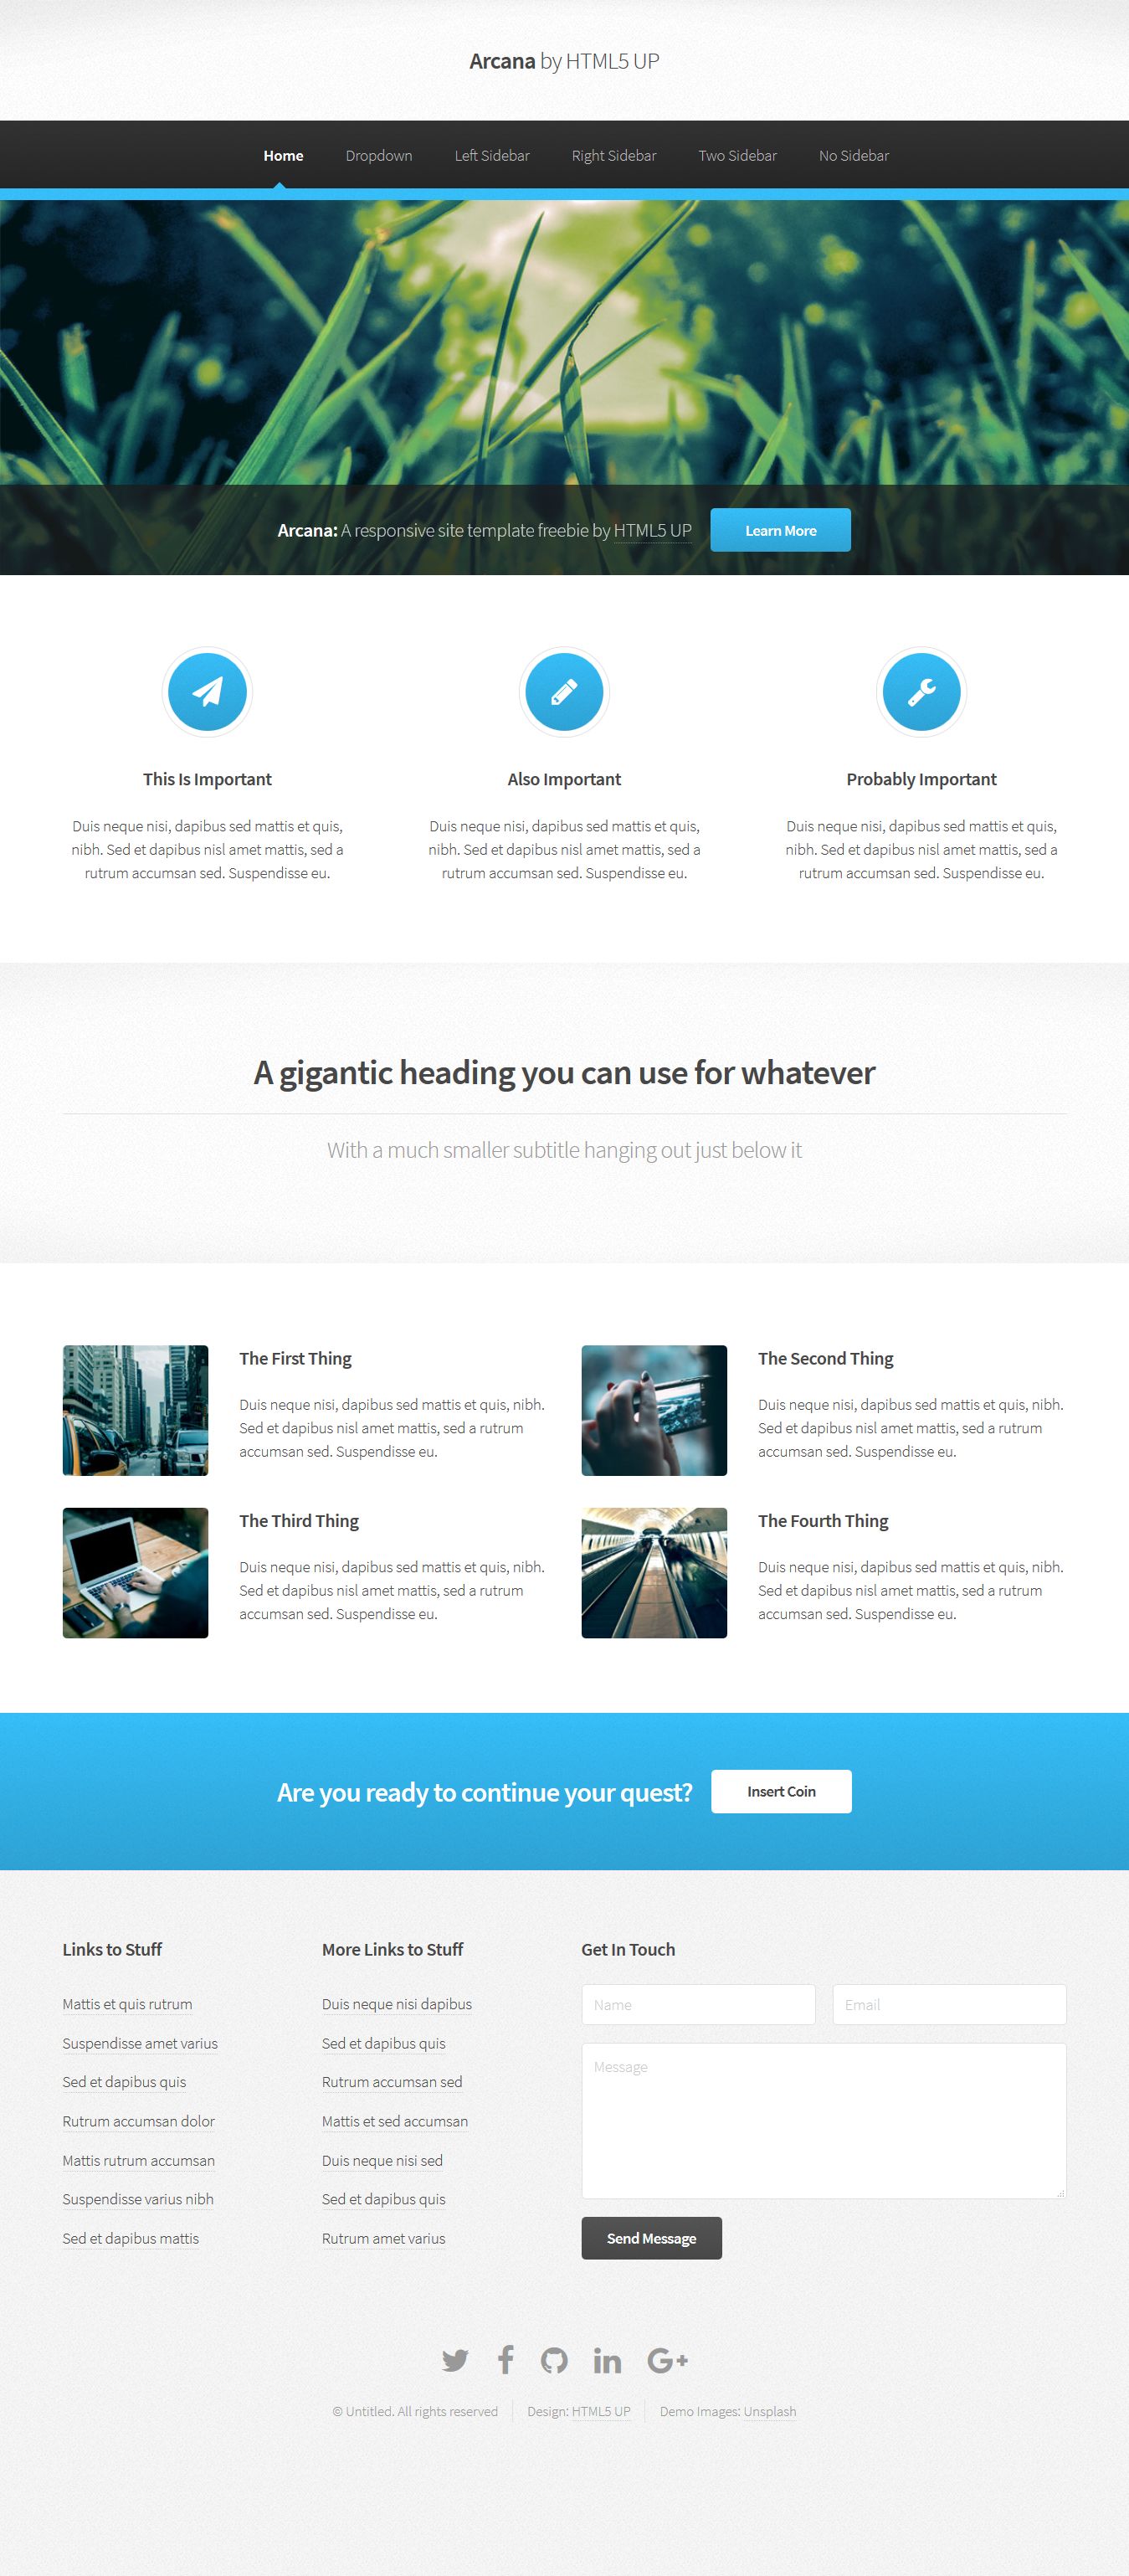 Arcana by HTML5 UP
Home Dropdown Left Sidebar Right Sidebar Two Sidebar No Sidebar
Arcana: A responsive site template freebie by HTML5 UP Learn More
This Is Important
Duis neque nisi, dapibus sed mattis et quis,
nibh. Sed et dapibus nisl amet mattis, sed a
rutrum accumsan sed. Suspendisse eu.
Also Important
Duis neque nisi, dapibus sed mattis et quis,
nibh. Sed et dapibus nisl amet mattis, sed a
rutrum accumsan sed. Suspendisse eu.
Probably Important
Duis neque nisi, dapibus sed mattis et quis,
nibh. Sed et dapibus nisl amet mattis, sed a
rutrum accumsan sed. Suspendisse eu.
A gigantic heading you can use for whatever
With a much smaller subtitle hanging out just below it
The First Thing
Duis neque nisi, dapibus sed mattis et quis, nibh.
Sed et dapibus nisl amet mattis, sed a rutrum
accumsan sed. Suspendisse eu.
The Second Thing
Duis neque nisi, dapibus sed mattis et quis, nibh.
Sed et dapibus nisl amet mattis, sed a rutrum
accumsan sed. Suspendisse eu.
The Third Thing
Duis neque nisi, dapibus sed mattis et quis, nibh.
Sed et dapibus nisl amet mattis, sed a rutrum
accumsan sed. Suspendisse eu.
The Fourth Thing
Duis neque nisi, dapibus sed mattis et quis, nibh.
Sed et dapibus nisl amet mattis, sed a rutrum
accumsan sed. Suspendisse eu.
Are you ready to continue your quest? Insert Coin
Links to Stuff
Mattis et quis rutrum
Suspendisse amet varius
Sed et dapibus quis
Rutrum accumsan dolor
Mattis rutrum accumsan
Suspendisse varius nibh
Sed et dapibus mattis
More Links to Stuff
Duis neque nisi dapibus
Sed et dapibus quis
Rutrum accumsan sed
Mattis et sed accumsan
Duis neque nisi sed
Sed et dapibus quis
Rutrum amet varius
Get In Touch
Name Email
Message
Send Message
© Untitled. All rights reserved Design: HTML5 UP Demo Images: Unsplash